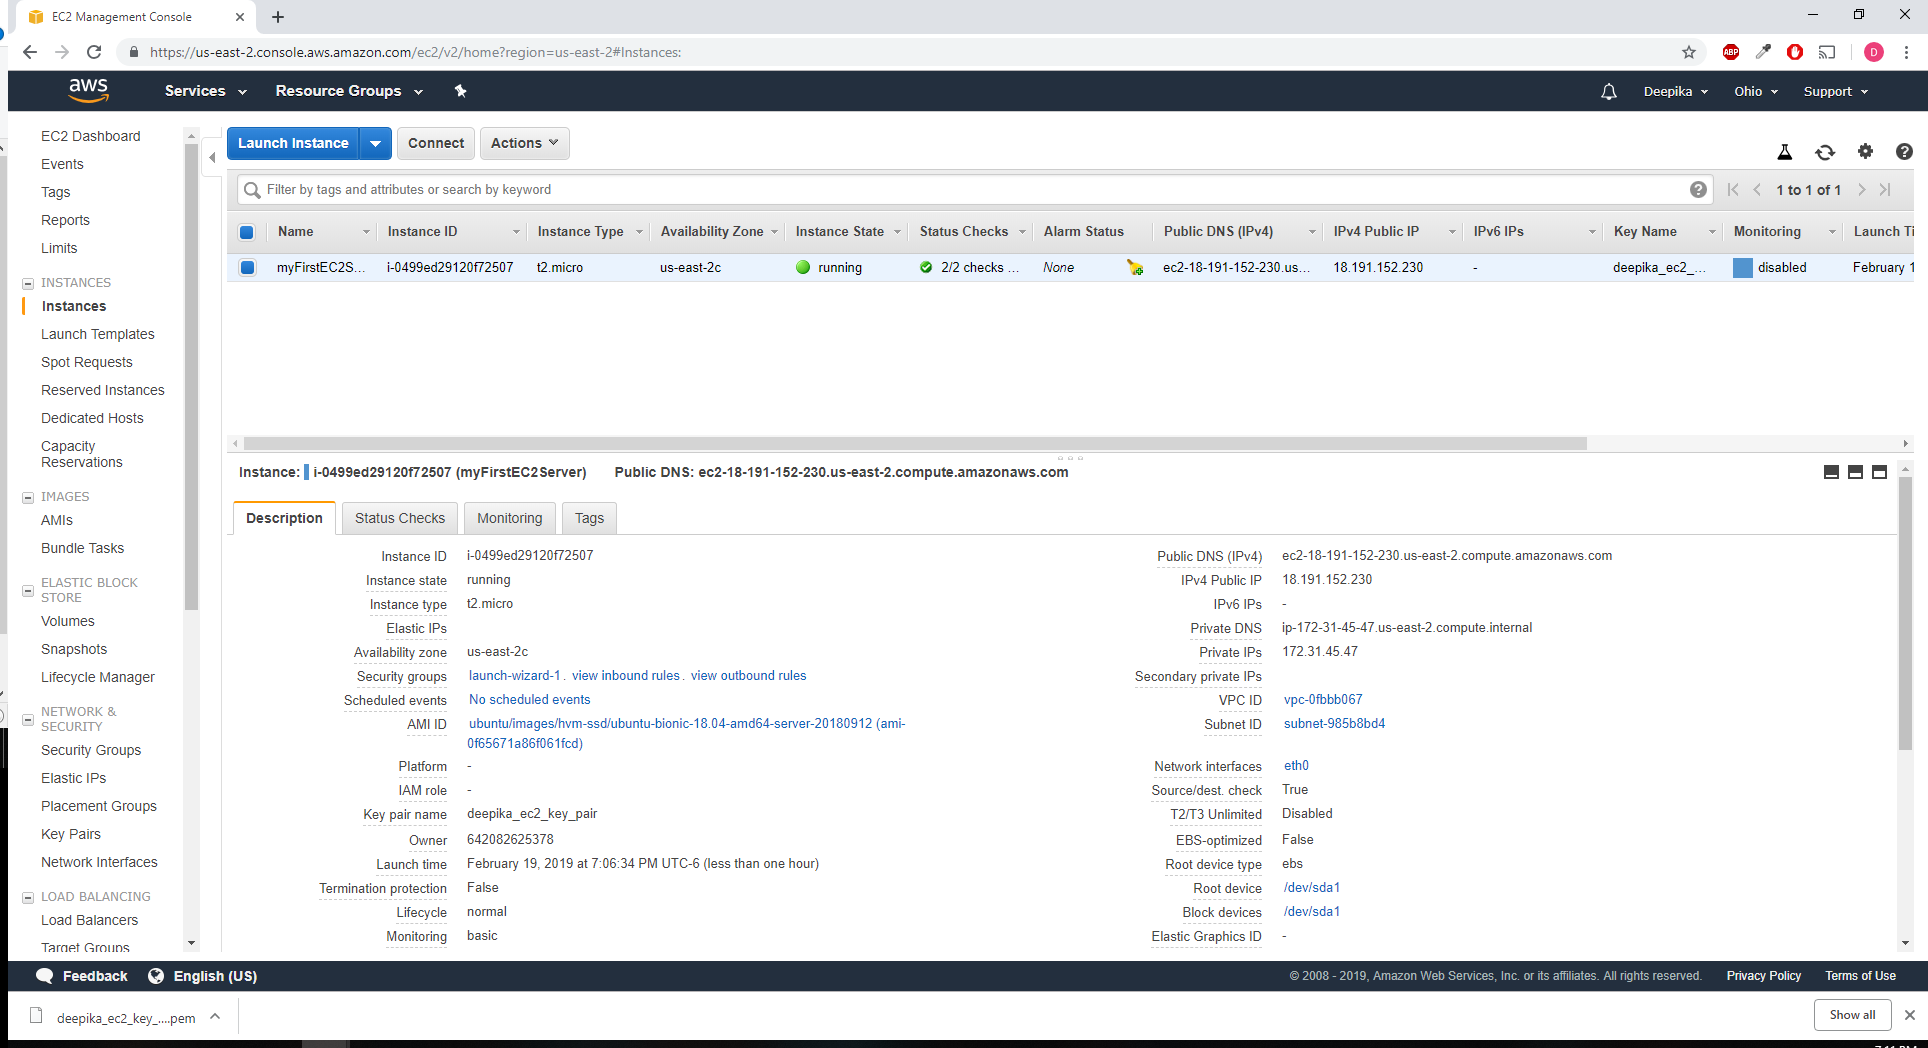 EC2 Management Console
https://us-east-2.console.aws.amazon.com/ec2/v2/home?region=us-east-2#Instances:
ABP
D
aws
Services
Resource Groups
Deepika
Ohio
Support
EC2 Dashboard
Events
Tags
Reports
Limits
INSTANCES
Instances
Launch Templates
Spot Requests
Reserved Instances
Dedicated Hosts
Capacity
Reservations
IMAGES
AMIs
Bundle Tasks
ELASTIC BLOCK
STORE
Volumes
Snapshots
Lifecycle Manager
NETWORK &
SECURITY
Security Groups
Elastic IPs
Placement Groups
Key Pairs
Network Interfaces
LOAD BALANCING
Load Balancers
Target Groups
Launch Instance Connect Actions
Filter by tags and attributes or search by keyword
1 to 1 of 1
Name Instance ID Instance Type Availability Zone Instance State Status Checks Alarm Status Public DNS (IPv4) IPv4 Public IP IPv6 IPs Key Name Monitoring Launch Ti
myFirstEC2S... i-0499ed29120f72507 t2.micro us-east-2c running 2/2 checks ... None ec2-18-191-152-230.us... 18.191.152.230 - deepika_ec2_... disabled February 1
Instance: i-0499ed29120f72507 (myFirstEC2Server) Public DNS: ec2-18-191-152-230.us-east-2.compute.amazonaws.com
Description Status Checks Monitoring Tags
Instance ID i-0499ed29120f72507
Instance state running
Instance type t2.micro
Elastic IPs
Availability zone us-east-2c
Security groups launch-wizard-1. view inbound rules. view outbound rules
Scheduled events No scheduled events
AMI ID ubuntu/images/hvm-ssd/ubuntu-bionic-18.04-amd64-server-20180912 (ami-
0f65671a86f061fcd)
Platform -
IAM role -
Key pair name deepika_ec2_key_pair
Owner 642082625378
Launch time February 19, 2019 at 7:06:34 PM UTC-6 (less than one hour)
Termination protection False
Lifecycle normal
Monitoring basic
Public DNS (IPv4) ec2-18-191-152-230.us-east-2.compute.amazonaws.com
IPv4 Public IP 18.191.152.230
IPv6 IPs -
Private DNS ip-172-31-45-47.us-east-2.compute.internal
Private IPs 172.31.45.47
Secondary private IPs
VPC ID vpc-0fbbb067
Subnet ID subnet-985b8bd4
Network interfaces eth0
Source/dest. check True
T2/T3 Unlimited Disabled
EBS-optimized False
Root device type ebs
Root device /dev/sda1
Block devices /dev/sda1
Elastic Graphics ID -
Feedback English (US)
© 2008 - 2019, Amazon Web Services, Inc. or its affiliates. All rights reserved. Privacy Policy Terms of Use
deepika_ec2_key_....pem
Show all